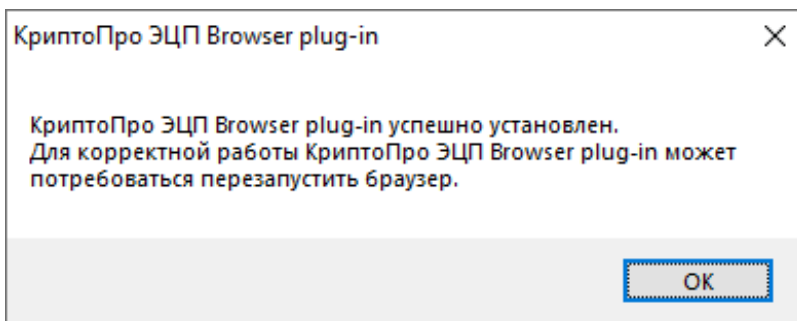 КриптоПро ЭЦП Browser plug-in
КриптоПро ЭЦП Browser plug-in успешно установлен.
Для корректной работы КриптоПро ЭЦП Browser plug-in может
потребоваться перезапустить браузер.
ОК